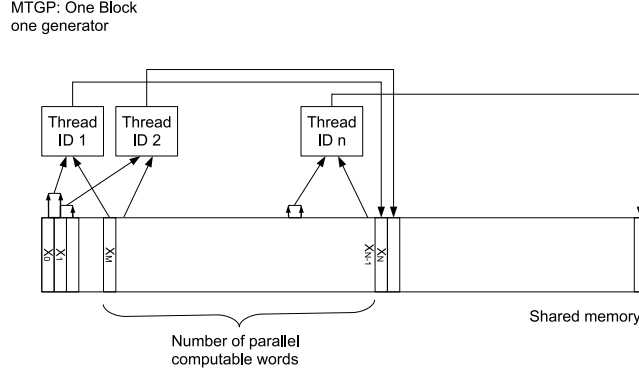 MTGP: One Block
one generator
Thread
ID 1
Thread
ID 2
Thread
ID n
X0
X1
XM
XN-1
XN
Shared memory
Number of parallel
computable words